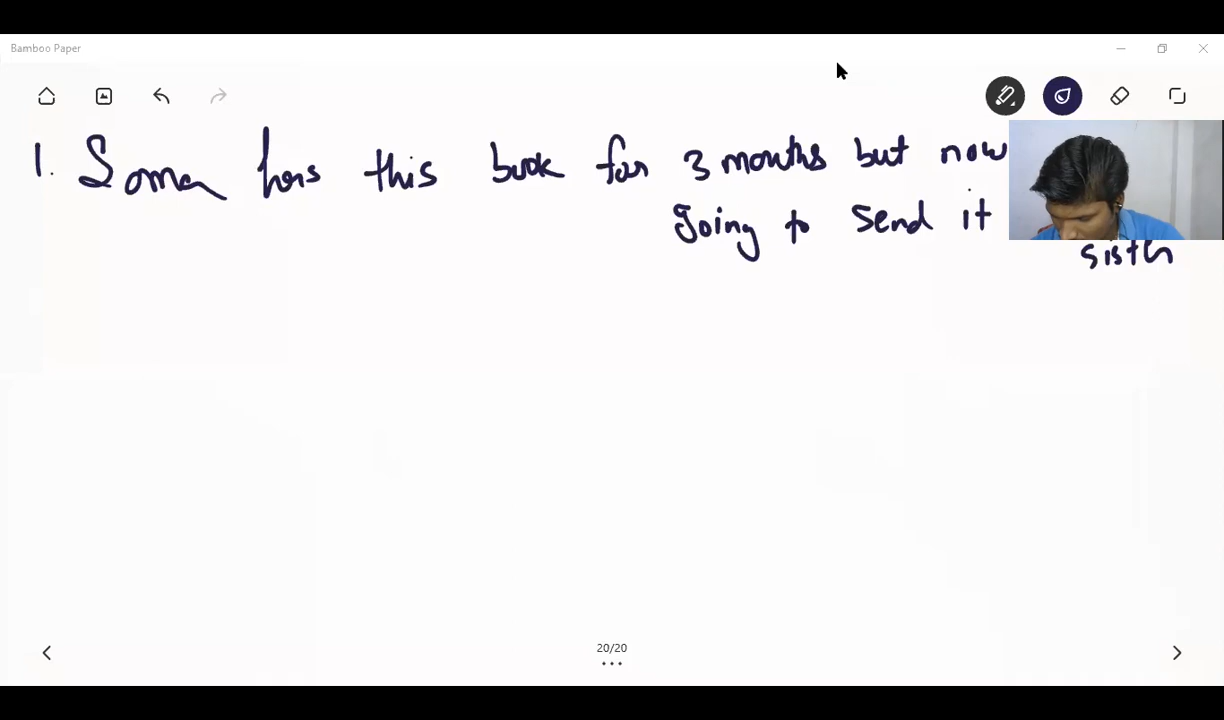 Bamboo Paper
1. Soma has this book for 3 months but now
going to send it
sister
20/20